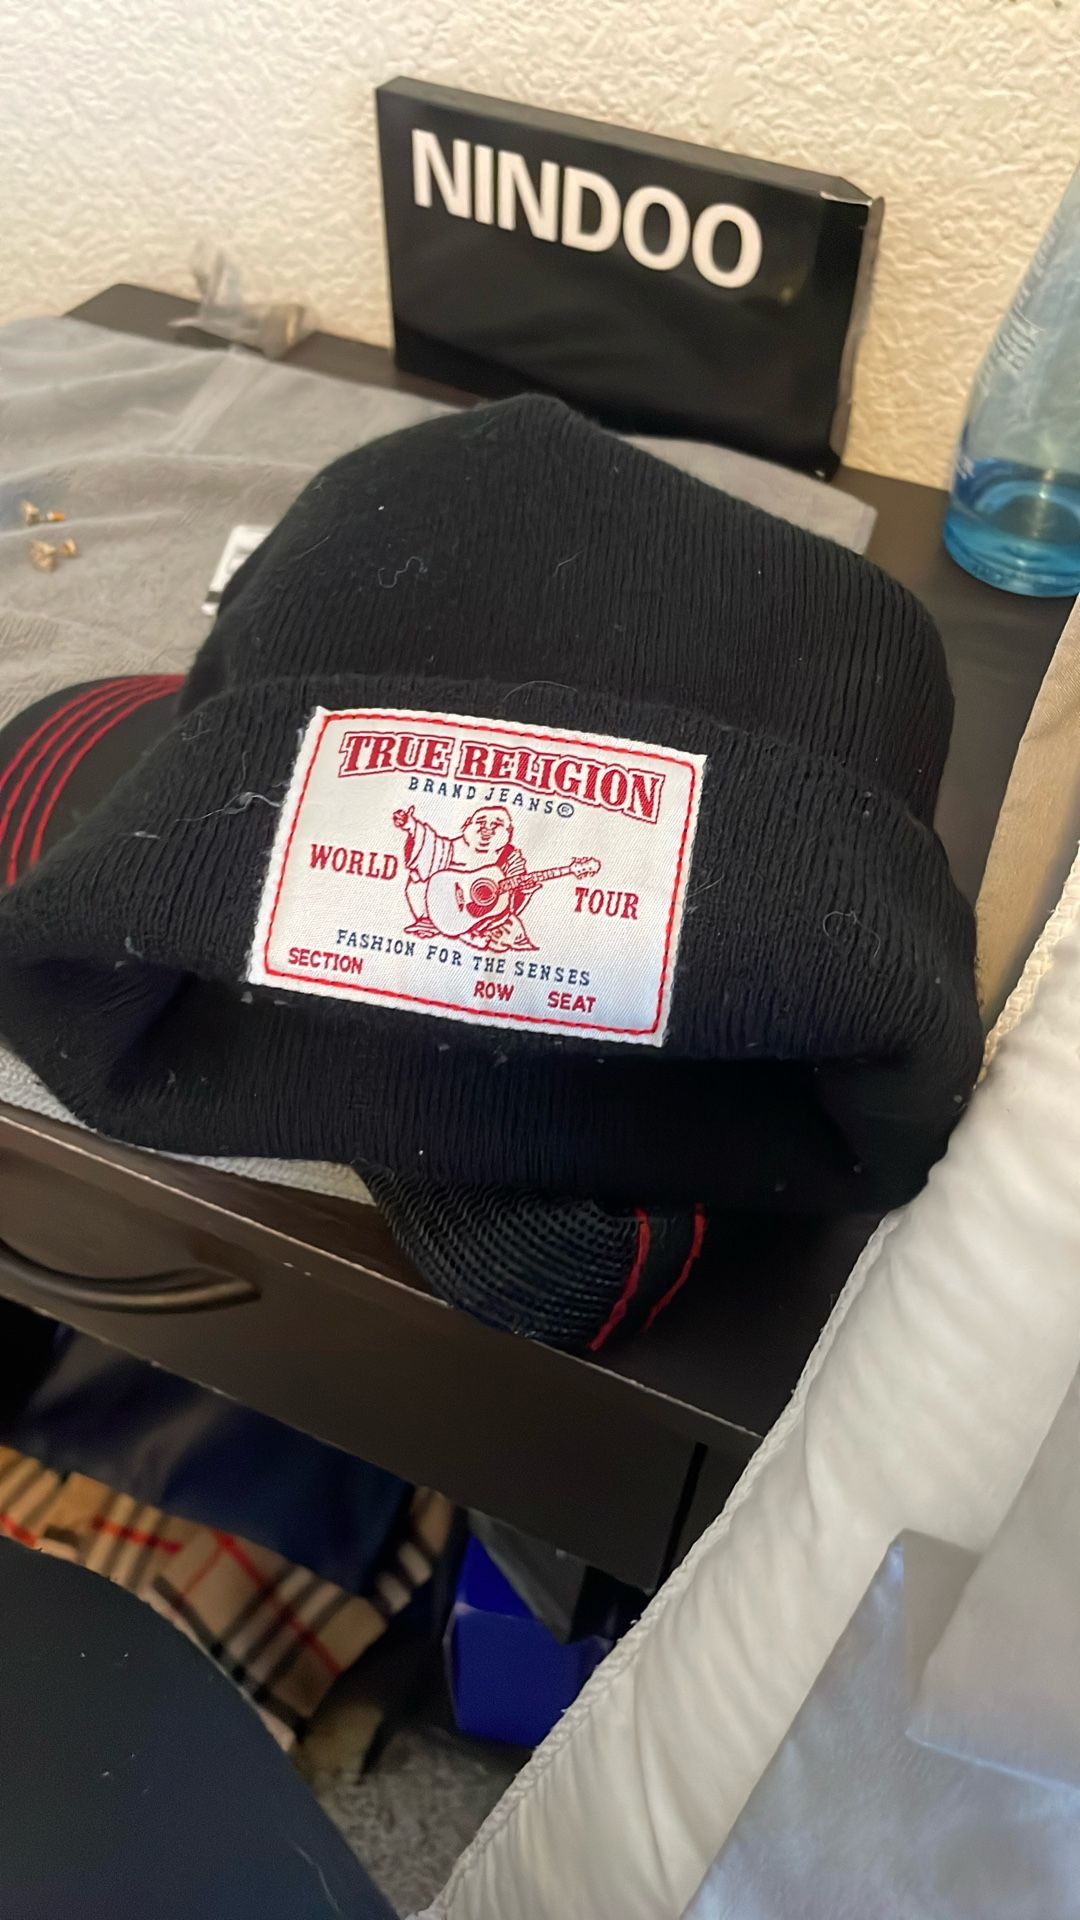 NINDOO
TRUE RELIGION
BRAND JEANS®
WORLD TOUR
FASHION FOR THE SENSES
SECTION ROW SEAT